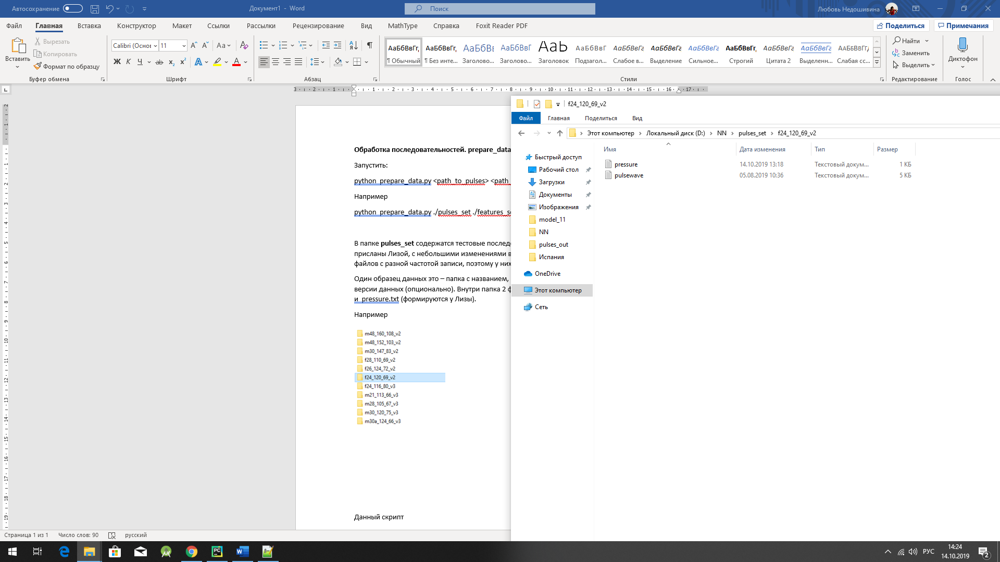 Автосохранение
Документ1 - Word
Поиск
Любовь Недошивина
Файл Главная Вставка Конструктор Макет Ссылки Рассылки Рецензирование Вид MathType Справка Foxit Reader PDF
Поделиться Примечания
Вставить
Вырезать
Копировать
Формат по образцу
Буфер обмена
Calibri (Основ 11
Ж К Ч ab x₂ x²
Шрифт
Абзац
АаБбВвГг, АаБбВвГг, АаБбВв АаБбВвГ АаБ АаБбВвГ АаБбВвГг АаБбВвГг АаБбВвГг АаБбВвГг, АаБбВвГг АаБбВвГг АаБбВвГг
¶ Обычный ¶ Без инте... Заголово... Заголово... Заголовок Подзагол... Слабое в... Выделение Сильное... Строгий Цитата 2 Выделенн... Слабая сс...
Стили
Найти
Заменить
Выделить
Редактирование
Диктофон
Голос
3 2 1 1 2 3 4 5 6 7 8 9 10 11 12 13 14 15 16 17
Обработка последовательностей. prepare_data
Запустить:
python prepare_data.py <path_to_pulses> <path_
Например
python prepare_data.py ./pulses_set ./features_se
В папке pulses_set содержатся тестовые послед
присланы Лизой, с небольшими изменениями в
файлов с разной частотой записи, поэтому у них
Один образец данных это – папка с названием,
версии данных (опционально). Внутри папка 2 ф
и pressure.txt (формируются у Лизы).
Например
m48_160_108_v2
m48_152_103_v2
m30_147_83_v2
f28_110_69_v2
f26_124_72_v2
f24_120_69_v2
f24_116_80_v3
m21_113_66_v3
m28_105_67_v3
m30_120_75_v3
m30a_124_66_v3
Данный скрипт
f24_120_69_v2
Файл Главная Поделиться Вид
Этот компьютер Локальный диск (D:) NN pulses_set f24_120_69_v2
Имя Дата изменения Тип Размер
pressure 14.10.2019 13:18 Текстовый докум... 1 КБ
pulsewave 05.08.2019 10:36 Текстовый докум... 5 КБ
Быстрый доступ
Рабочий стол
Загрузки
Документы
Изображения
model_11
NN
pulses_out
Испания
OneDrive
Этот компьютер
Сеть
Страница 1 из 1 Число слов: 90 русский
РУС
14:24
14.10.2019
2